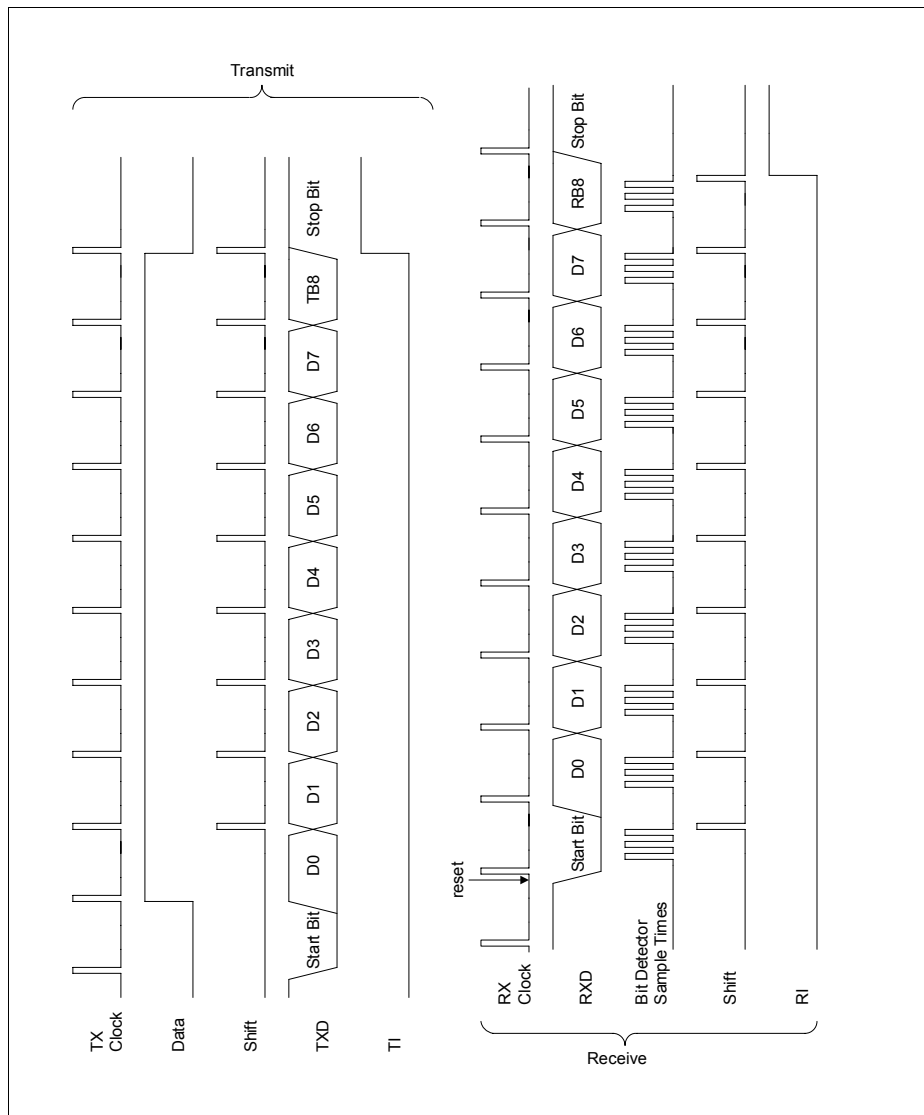 Transmit
TX
Clock
Data
Shift
TXD
Start Bit
D0
D1
D2
D3
D4
D5
D6
D7
TB8
Stop Bit
TI
RX
Clock
reset
RXD
Start Bit
D0
D1
D2
D3
D4
D5
D6
D7
RB8
Stop Bit
Bit Detector
Sample Times
Shift
RI
Receive